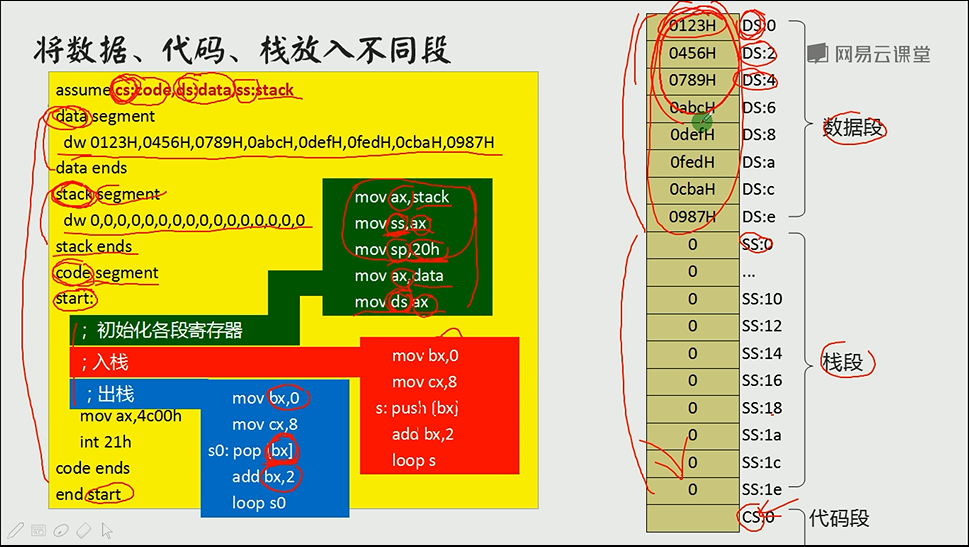 将数据、代码、栈放入不同段
网易云课堂
assume cs:code,ds:data,ss:stack
data segment
dw 0123H,0456H,0789H,0abcH,0defH,0fedH,0cbaH,0987H
data ends
stack segment
dw 0,0,0,0,0,0,0,0,0,0,0,0,0,0,0,0
stack ends
code segment
start:
mov ax,stack
mov ss,ax
mov sp,20h
mov ax,data
mov ds,ax
; 初始化各段寄存器
; 入栈
mov bx,0
mov cx,8
s: push [bx]
add bx,2
loop s
; 出栈
mov bx,0
mov cx,8
s0: pop [bx]
add bx,2
loop s0
mov ax,4c00h
int 21h
code ends
end start
0123H DS:0
0456H DS:2
0789H DS:4
0abcH DS:6
0defH DS:8
0fedH DS:a
0cbaH DS:c
0987H DS:e
数据段
0 SS:0
0 ...
0 SS:10
0 SS:12
0 SS:14
0 SS:16
0 SS:18
0 SS:1a
0 SS:1c
0 SS:1e
栈段
CS:0
代码段